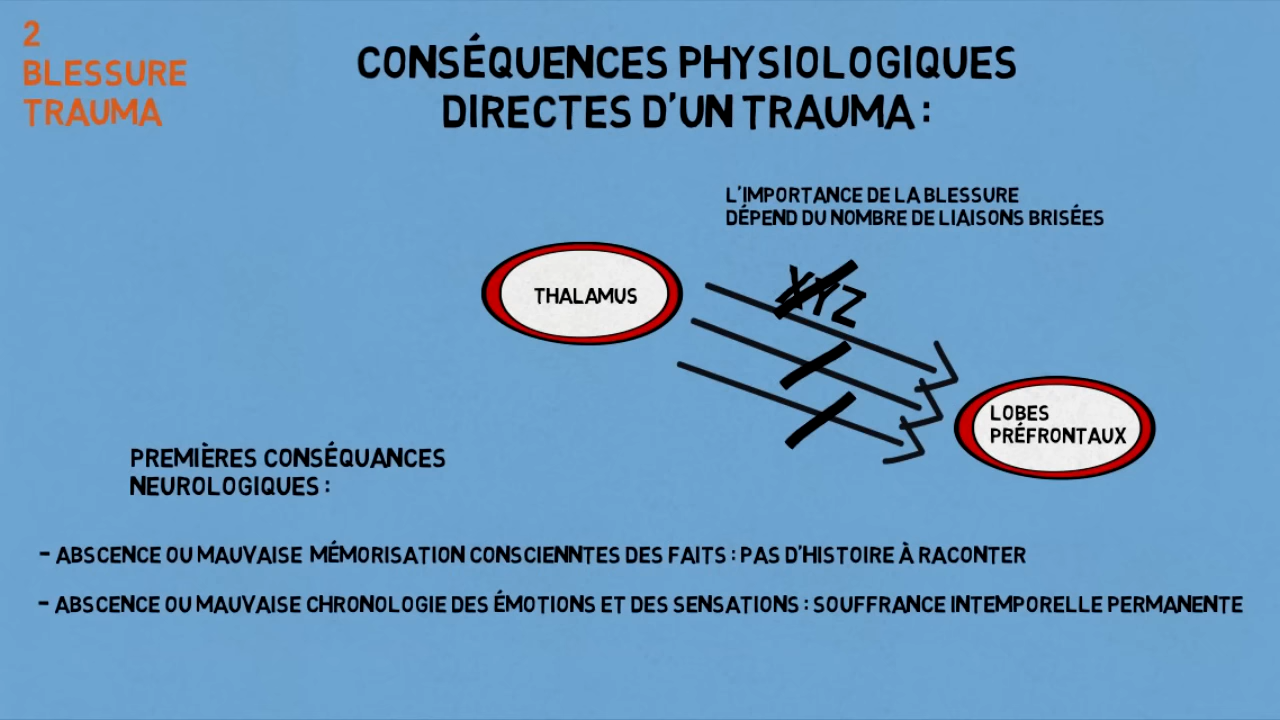 2
BLESSURE
TRAUMA
CONSÉQUENCES PHYSIOLOGIQUES
DIRECTES D'UN TRAUMA :
L'IMPORTANCE DE LA BLESSURE
DÉPEND DU NOMBRE DE LIAISONS BRISÉES
THALAMUS
XYZ
LOBES
PRÉFRONTAUX
PREMIÈRES CONSÉQUANCES
NEUROLOGIQUES :
- ABSCENCE OU MAUVAISE MÉMORISATION CONSCIENNTES DES FAITS : PAS D'HISTOIRE À RACONTER
- ABSCENCE OU MAUVAISE CHRONOLOGIE DES ÉMOTIONS ET DES SENSATIONS : SOUFFRANCE INTEMPORELLE PERMANENTE